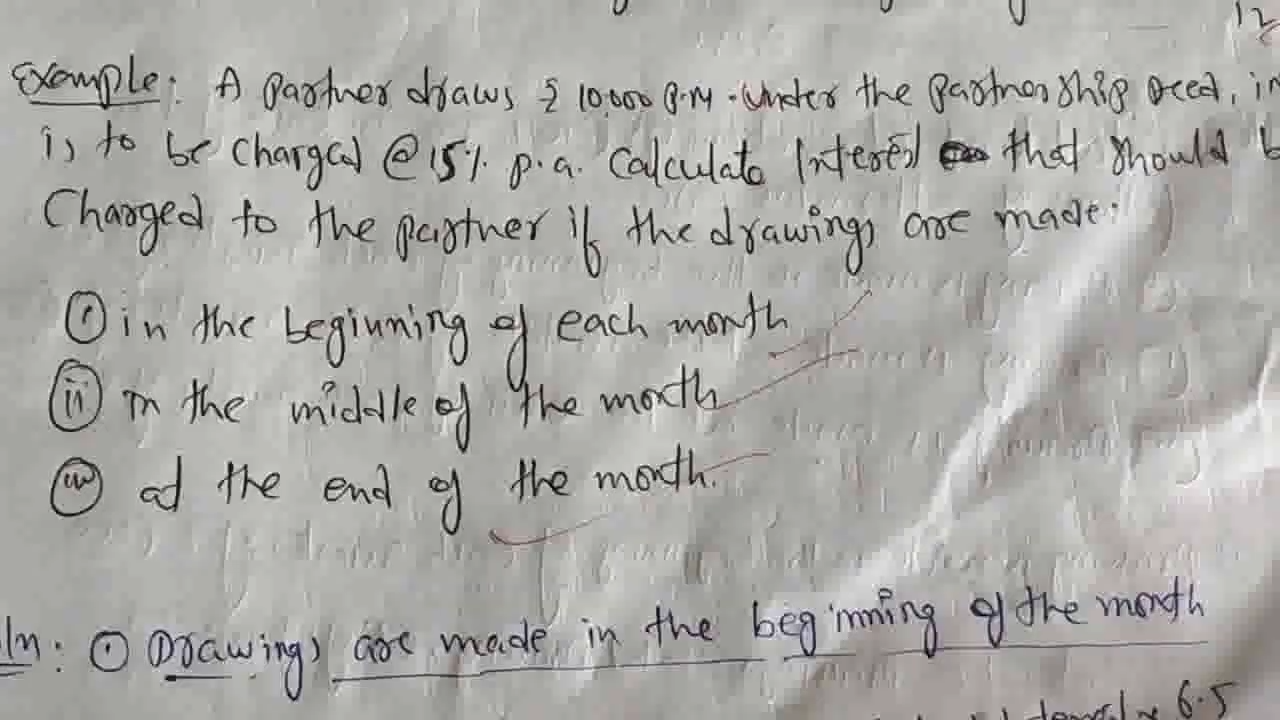 12
Example: A Partner draws ₹ 10,000 P.M. Under the partnership deed, in
is to be charged @ 15% p.a. Calculate Interest that should b
Charged to the partner if the drawings are made:
(i) in the beginning of each month
(ii) in the middle of the month
(iii) at the end of the month.
ln: (i) Drawings are made in the beginning of the month
6.5